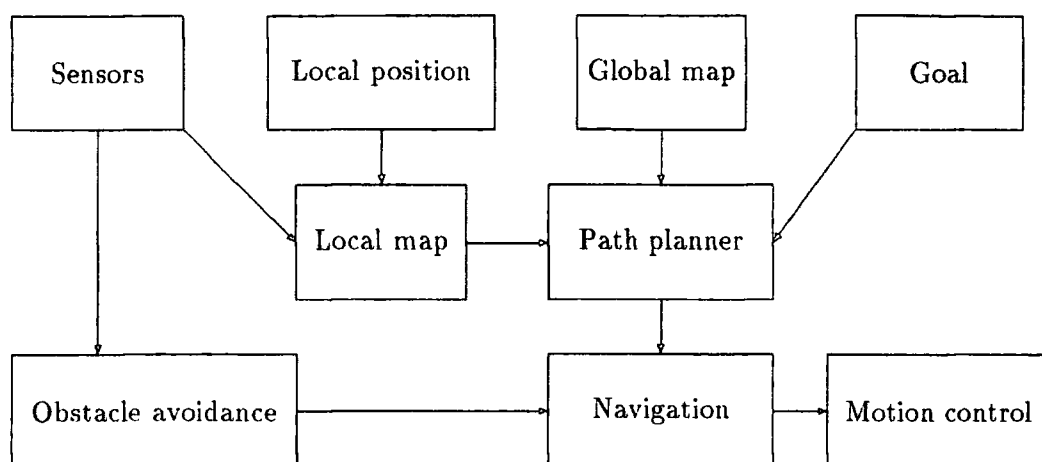 Sensors
Local position
Global map
Goal
Local map
Path planner
Obstacle avoidance
Navigation
Motion control